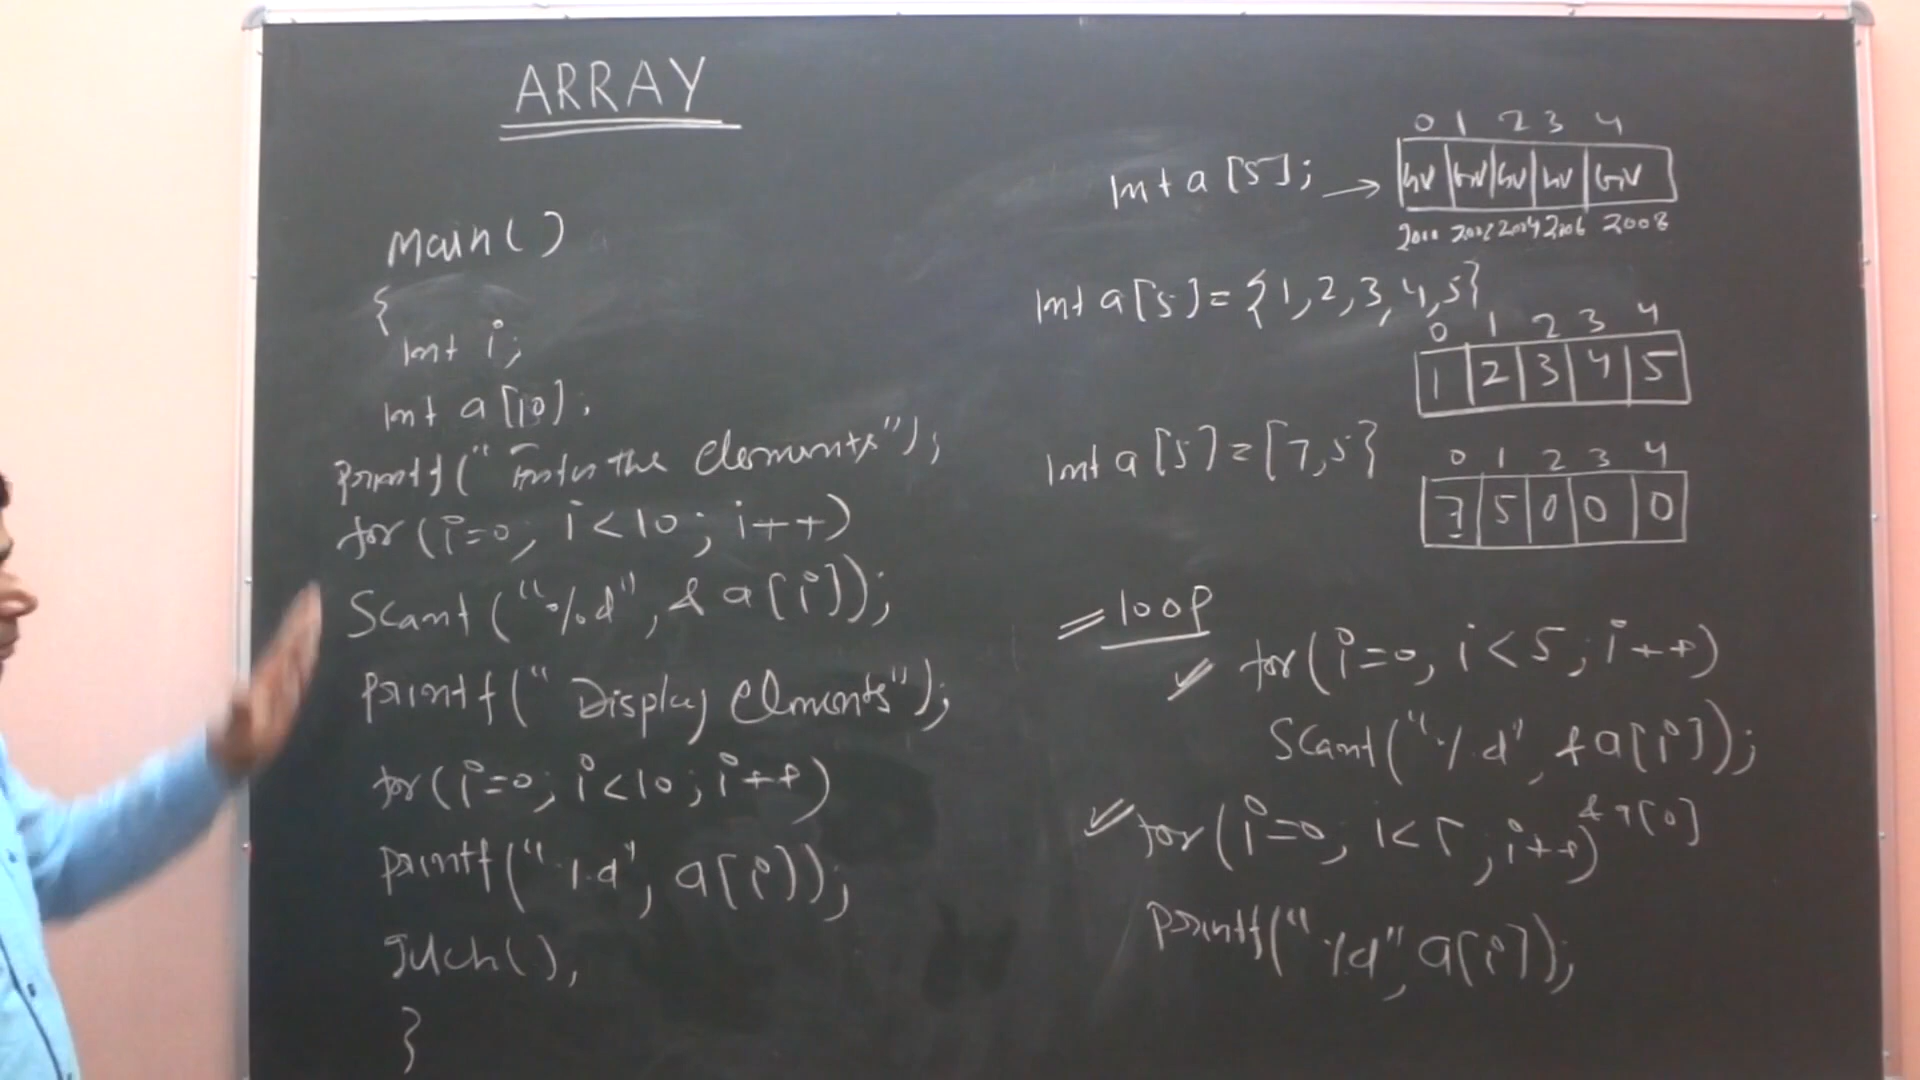 ARRAY
main()
{
int i;
int a[10];
printf("Enter the Elements");
for(i=0; i<10; i++)
Scanf("%d", & a[i]);
printf("Display Elments");
for(i=0; i<10; i++)
printf("%d", a[i]);
getch();
}
0 1 2 3 4
int a[5]; → GV GV GV GV GV
2000 2002 2004 2006 2008
int a[5] = {1,2,3,4,5}
0 1 2 3 4
1 2 3 4 5
int a[5] = [7,5}
0 1 2 3 4
7 5 0 0 0
= loop
✓ for(i=0, i<5; i++)
Scanf("%d", &a[i]);
& a[0]
✓ for(i=0; i<5; i++)
printf("%d", a[i]);